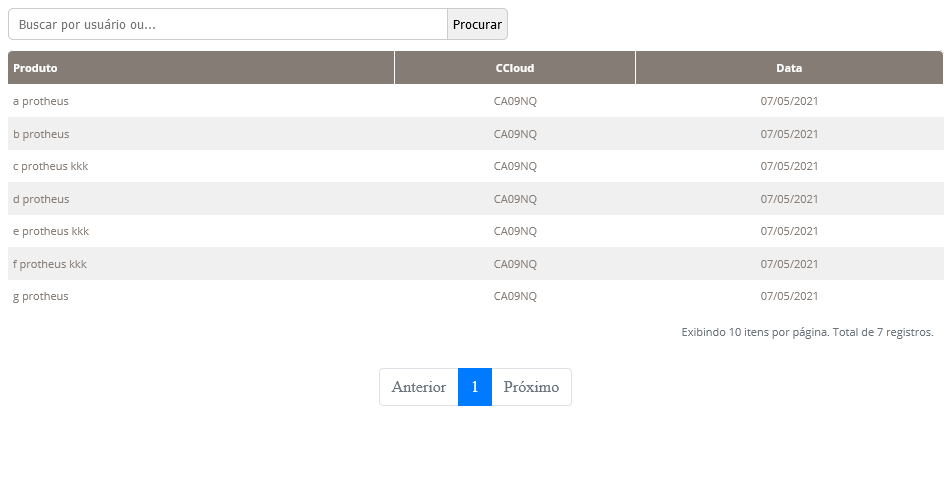 Buscar por usuário ou... Procurar
Produto CCloud Data
a protheus CA09NQ 07/05/2021
b protheus CA09NQ 07/05/2021
c protheus kkk CA09NQ 07/05/2021
d protheus CA09NQ 07/05/2021
e protheus kkk CA09NQ 07/05/2021
f protheus kkk CA09NQ 07/05/2021
g protheus CA09NQ 07/05/2021
Exibindo 10 itens por página. Total de 7 registros.
Anterior 1 Próximo